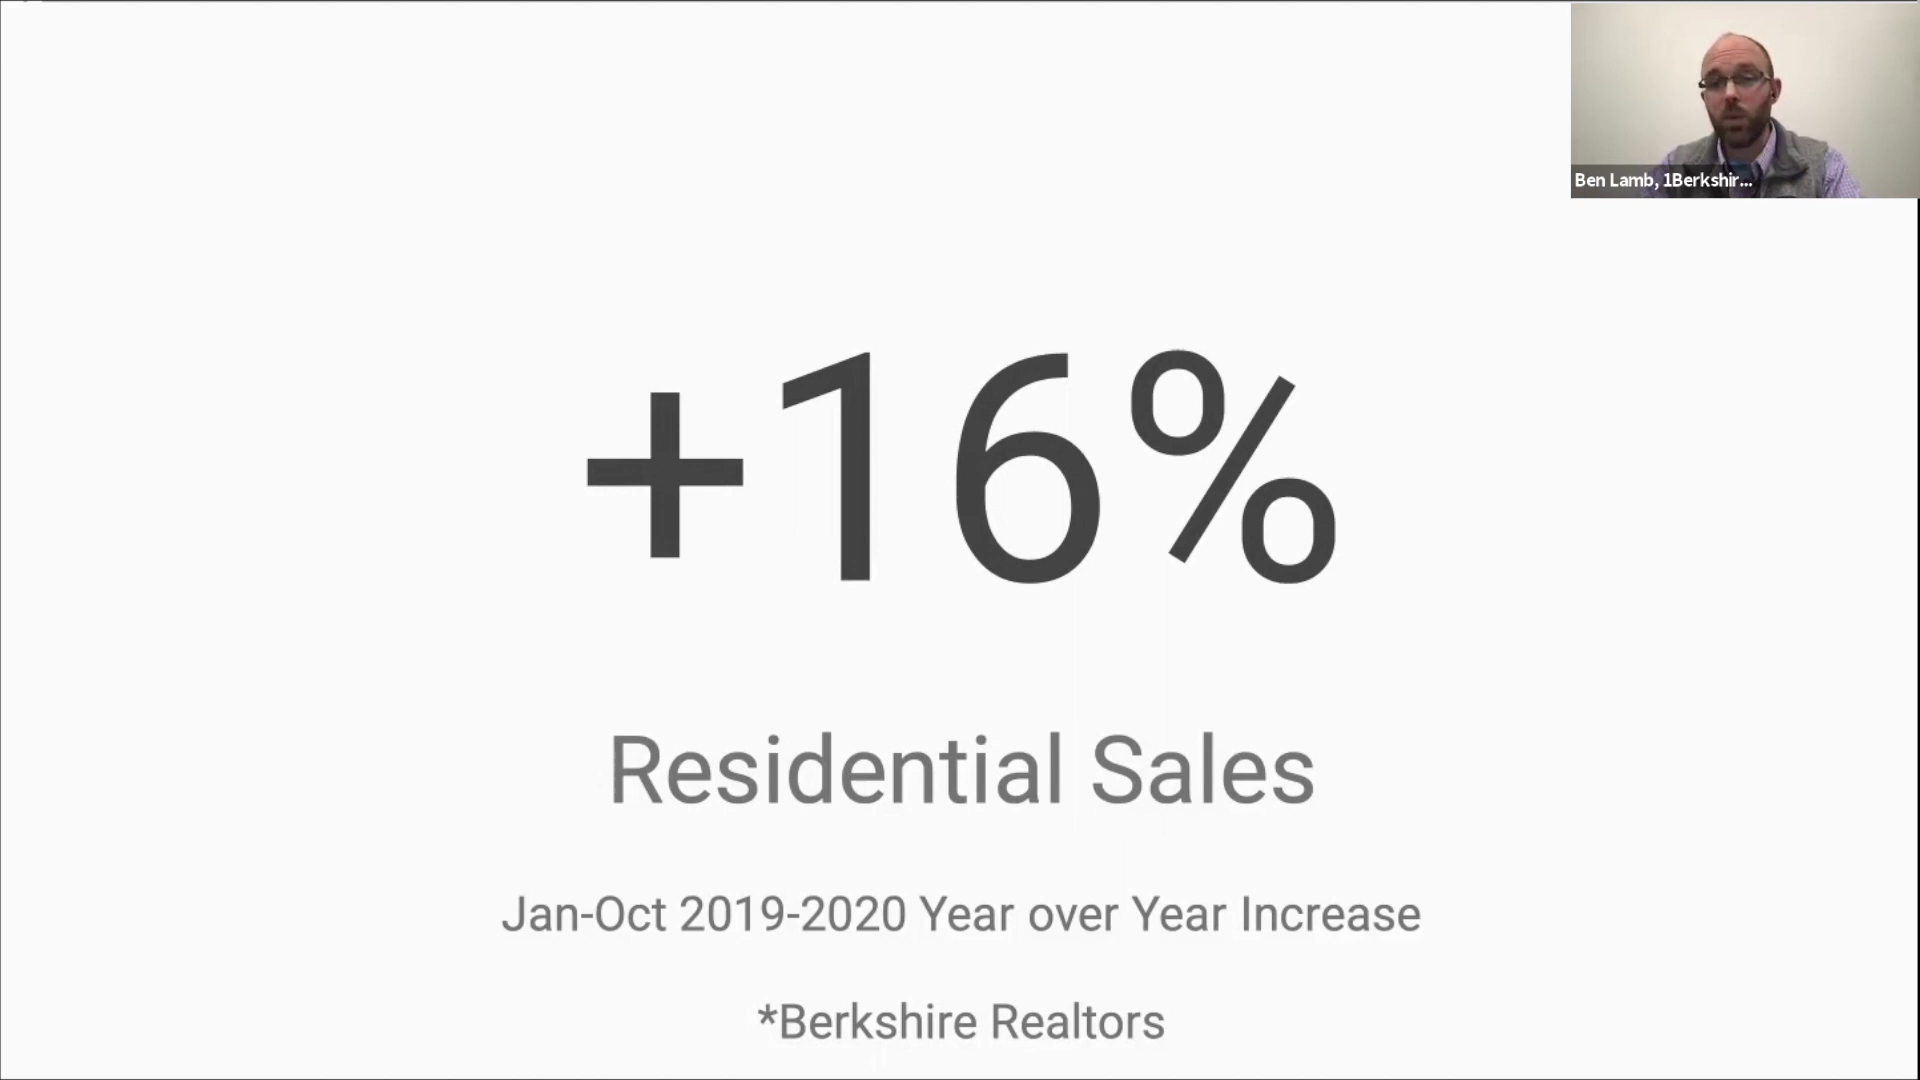 Ben Lamb, 1Berkshir...
+16%
Residential Sales
Jan-Oct 2019-2020 Year over Year Increase
*Berkshire Realtors